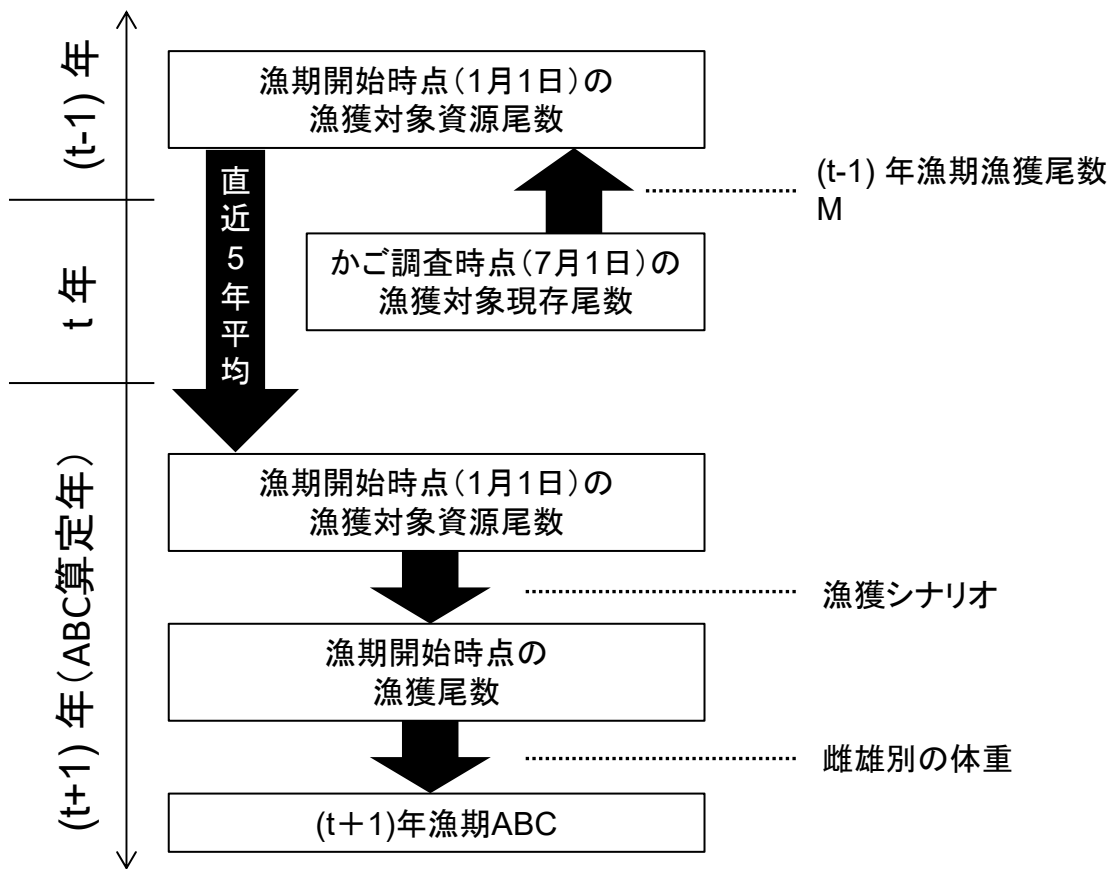 (t-1) 年
漁期開始時点(1月1日)の
漁獲対象資源尾数
直近5年平均
(t-1) 年漁期漁獲尾数
M
t 年
かご調査時点(7月1日)の
漁獲対象現存尾数
(t+1) 年(ABC算定年)
漁期開始時点(1月1日)の
漁獲対象資源尾数
漁獲シナリオ
漁期開始時点の
漁獲尾数
雌雄別の体重
(t+1)年漁期ABC